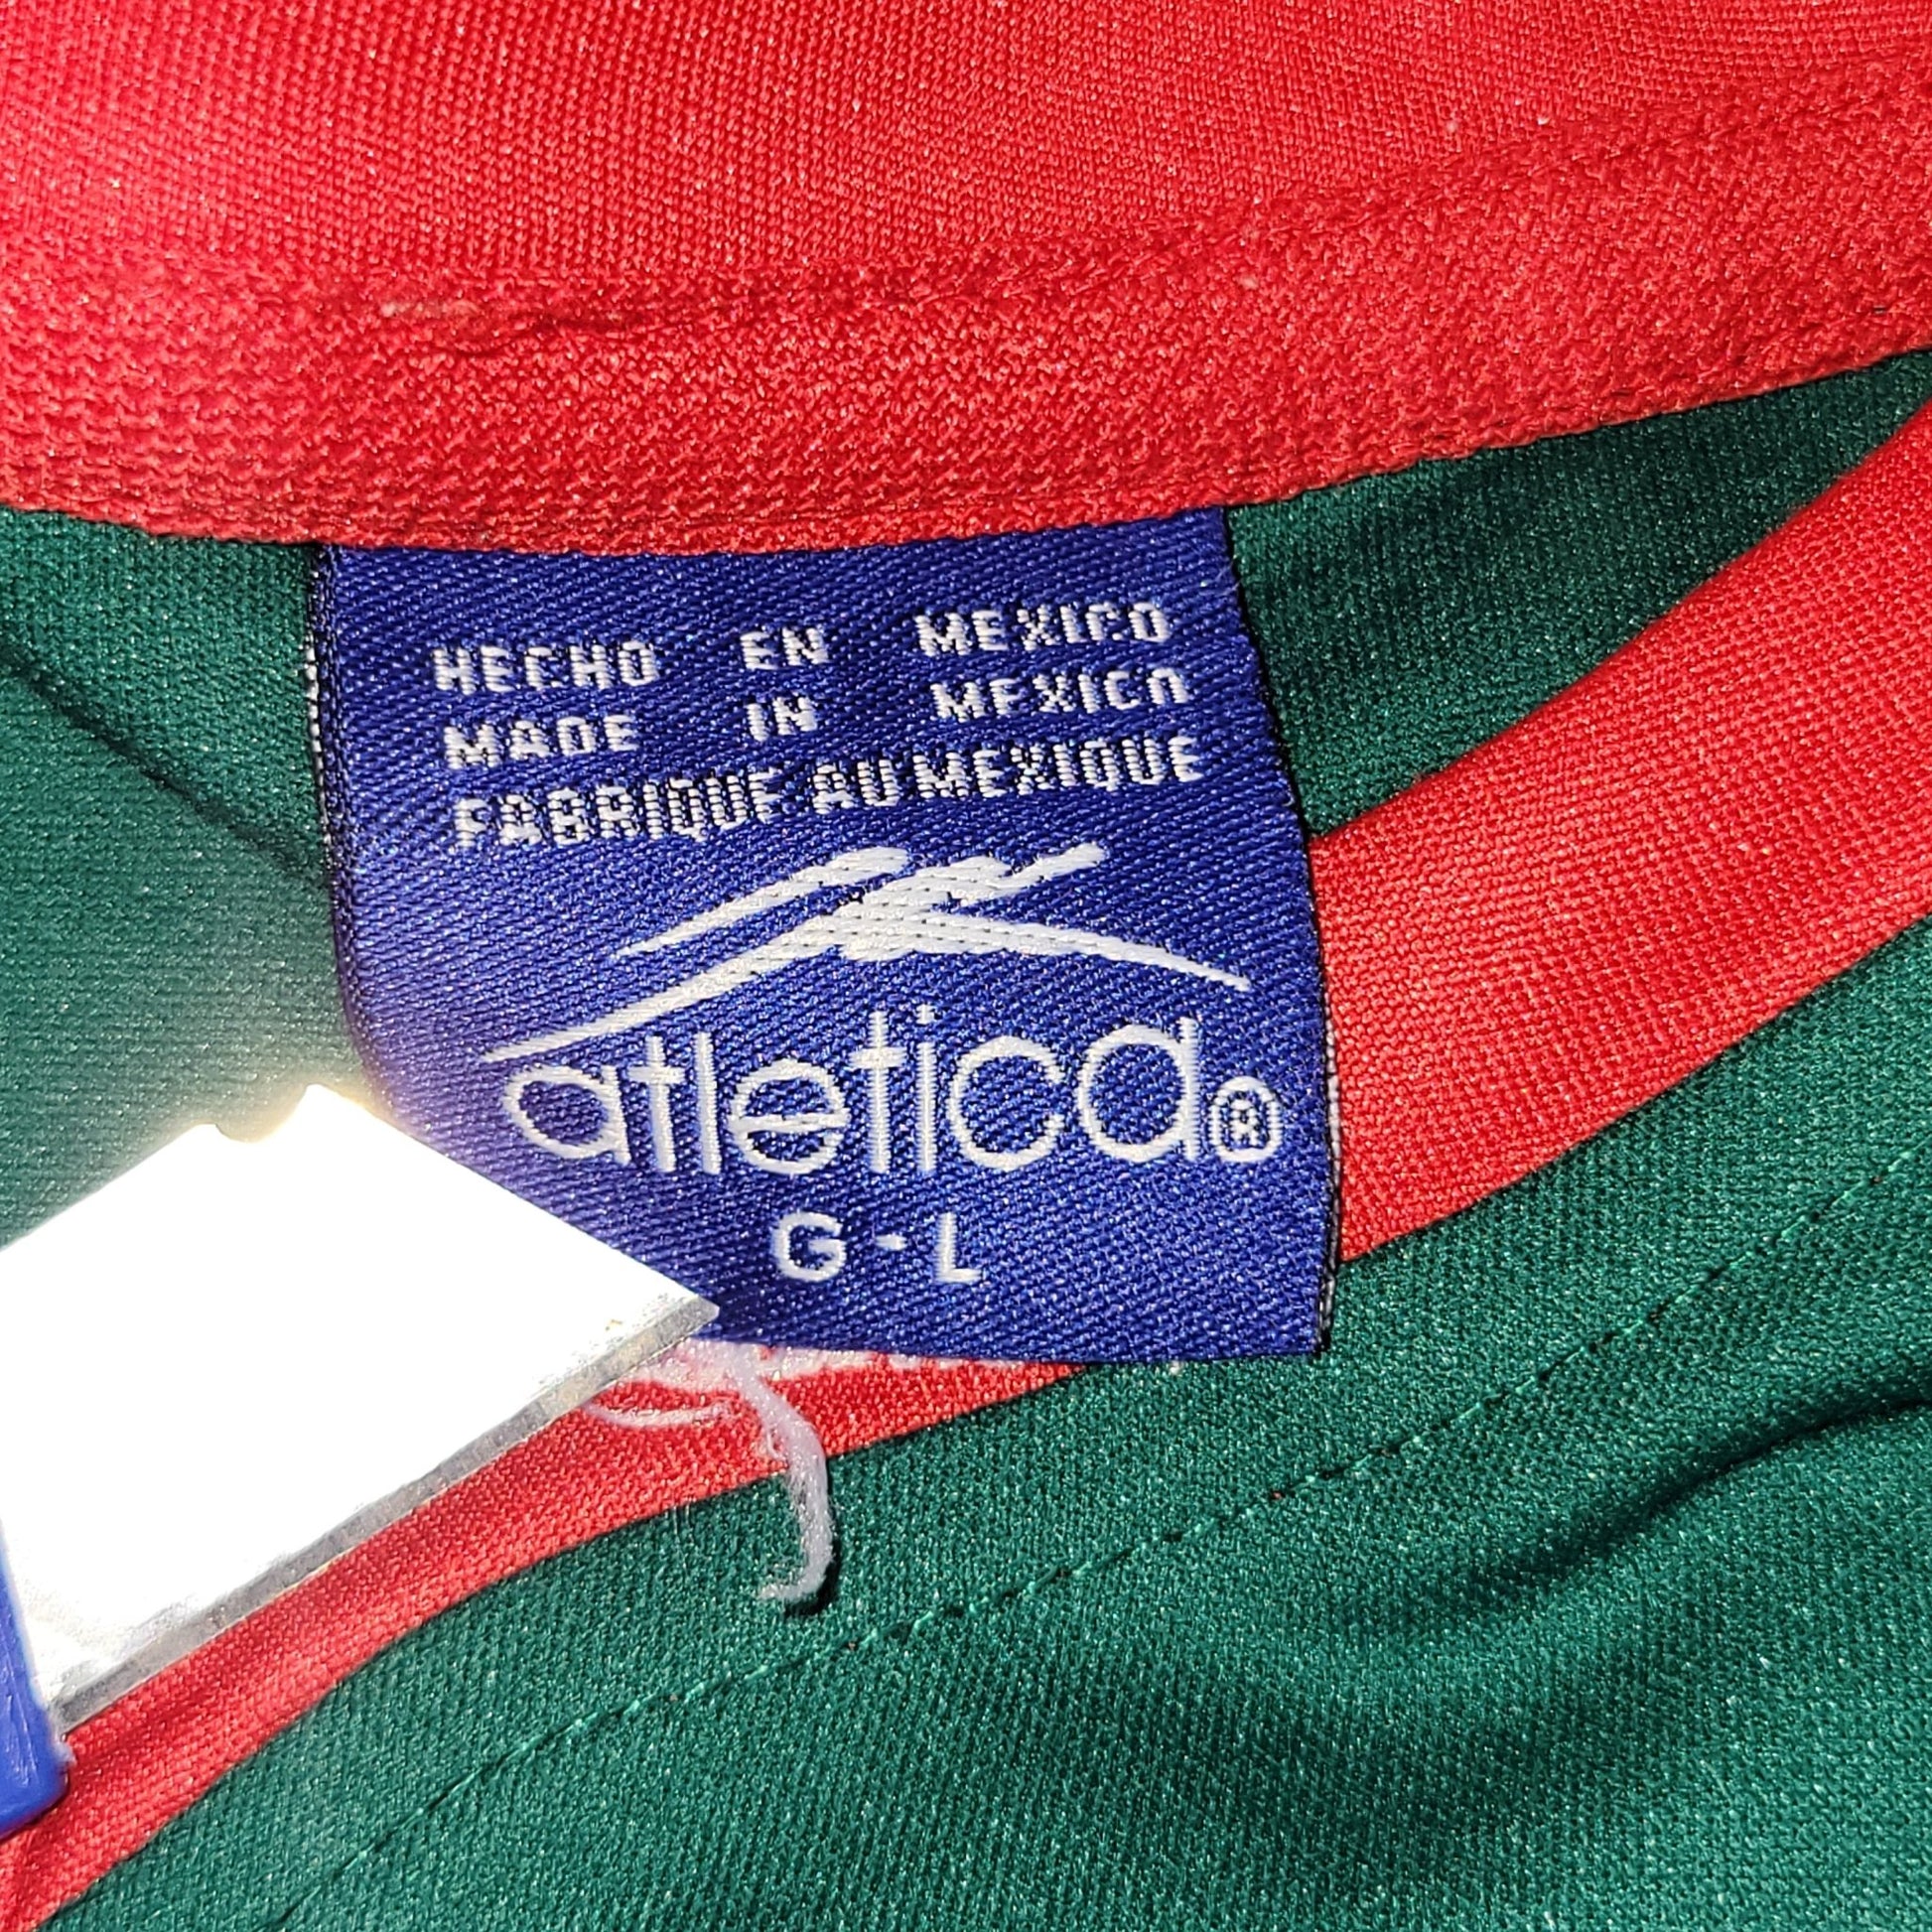 HECHO EN MEXICO
MADE IN MEXICO
FABRIQUE AU MEXIQUE
atletica®
G - L